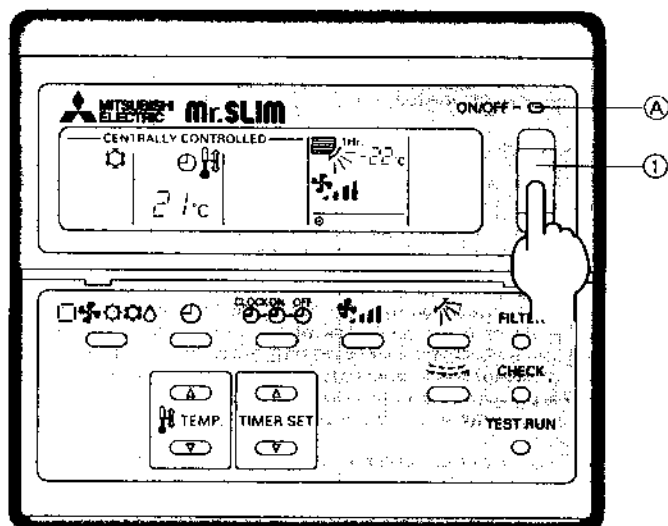 MITSUBISHI ELECTRIC Mr.SLIM
ON/OFF
A
CENTRALLY CONTROLLED
1Hr.
22°C
21°C
1
CLOCK ON OFF
FILTER
CHECK
TEMP.
TIMER SET
TEST RUN